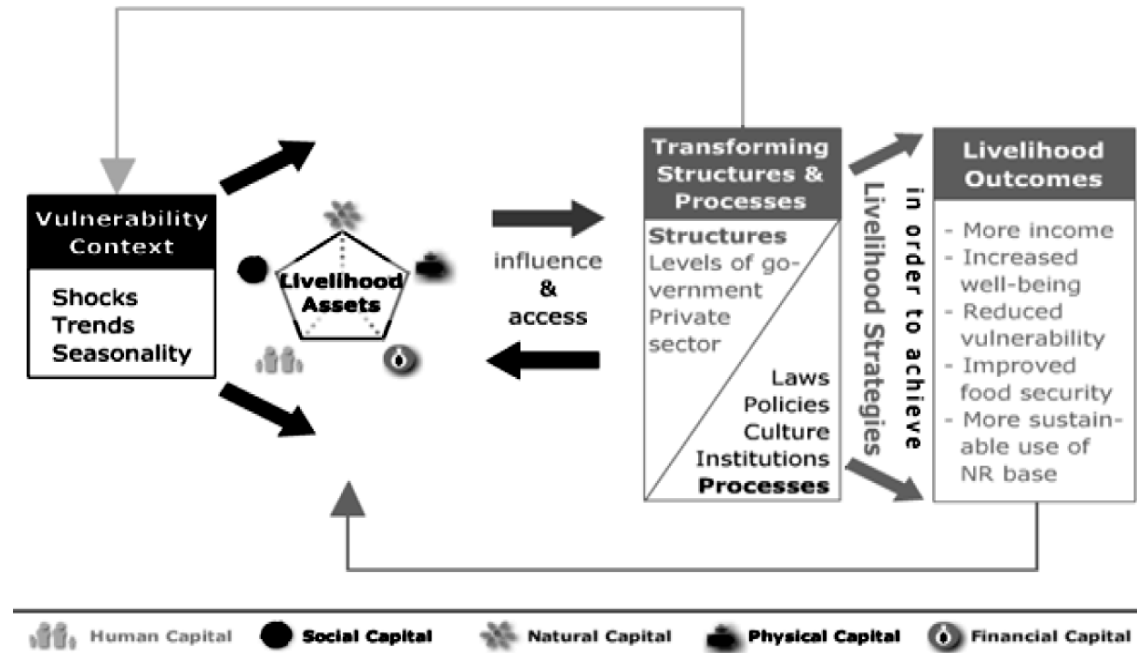 Vulnerability
Context
Shocks
Trends
Seasonality
Livelihood
Assets
influence
&
access
Transforming
Structures &
Processes
Structures
Levels of go-
vernment
Private
sector
Laws
Policies
Culture
Institutions
Processes
Livelihood Strategies
in order to achieve
Livelihood
Outcomes
- More income
- Increased
well-being
- Reduced
vulnerability
- Improved
food security
- More sustain-
able use of
NR base
Human Capital
Social Capital
Natural Capital
Physical Capital
Financial Capital